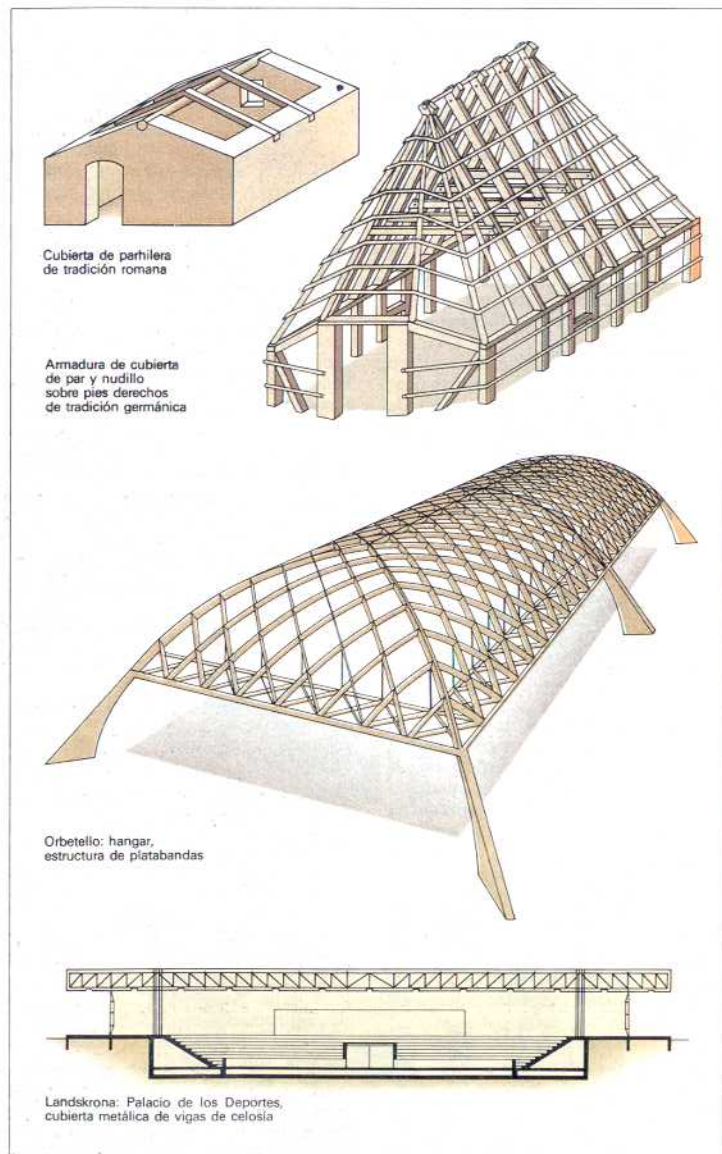 Cubierta de parhilera
de tradición romana
Armadura de cubierta
de par y nudillo
sobre pies derechos
de tradición germánica
Orbetello: hangar,
estructura de platabandas
Landskrona: Palacio de los Deportes,
cubierta metálica de vigas de celosía